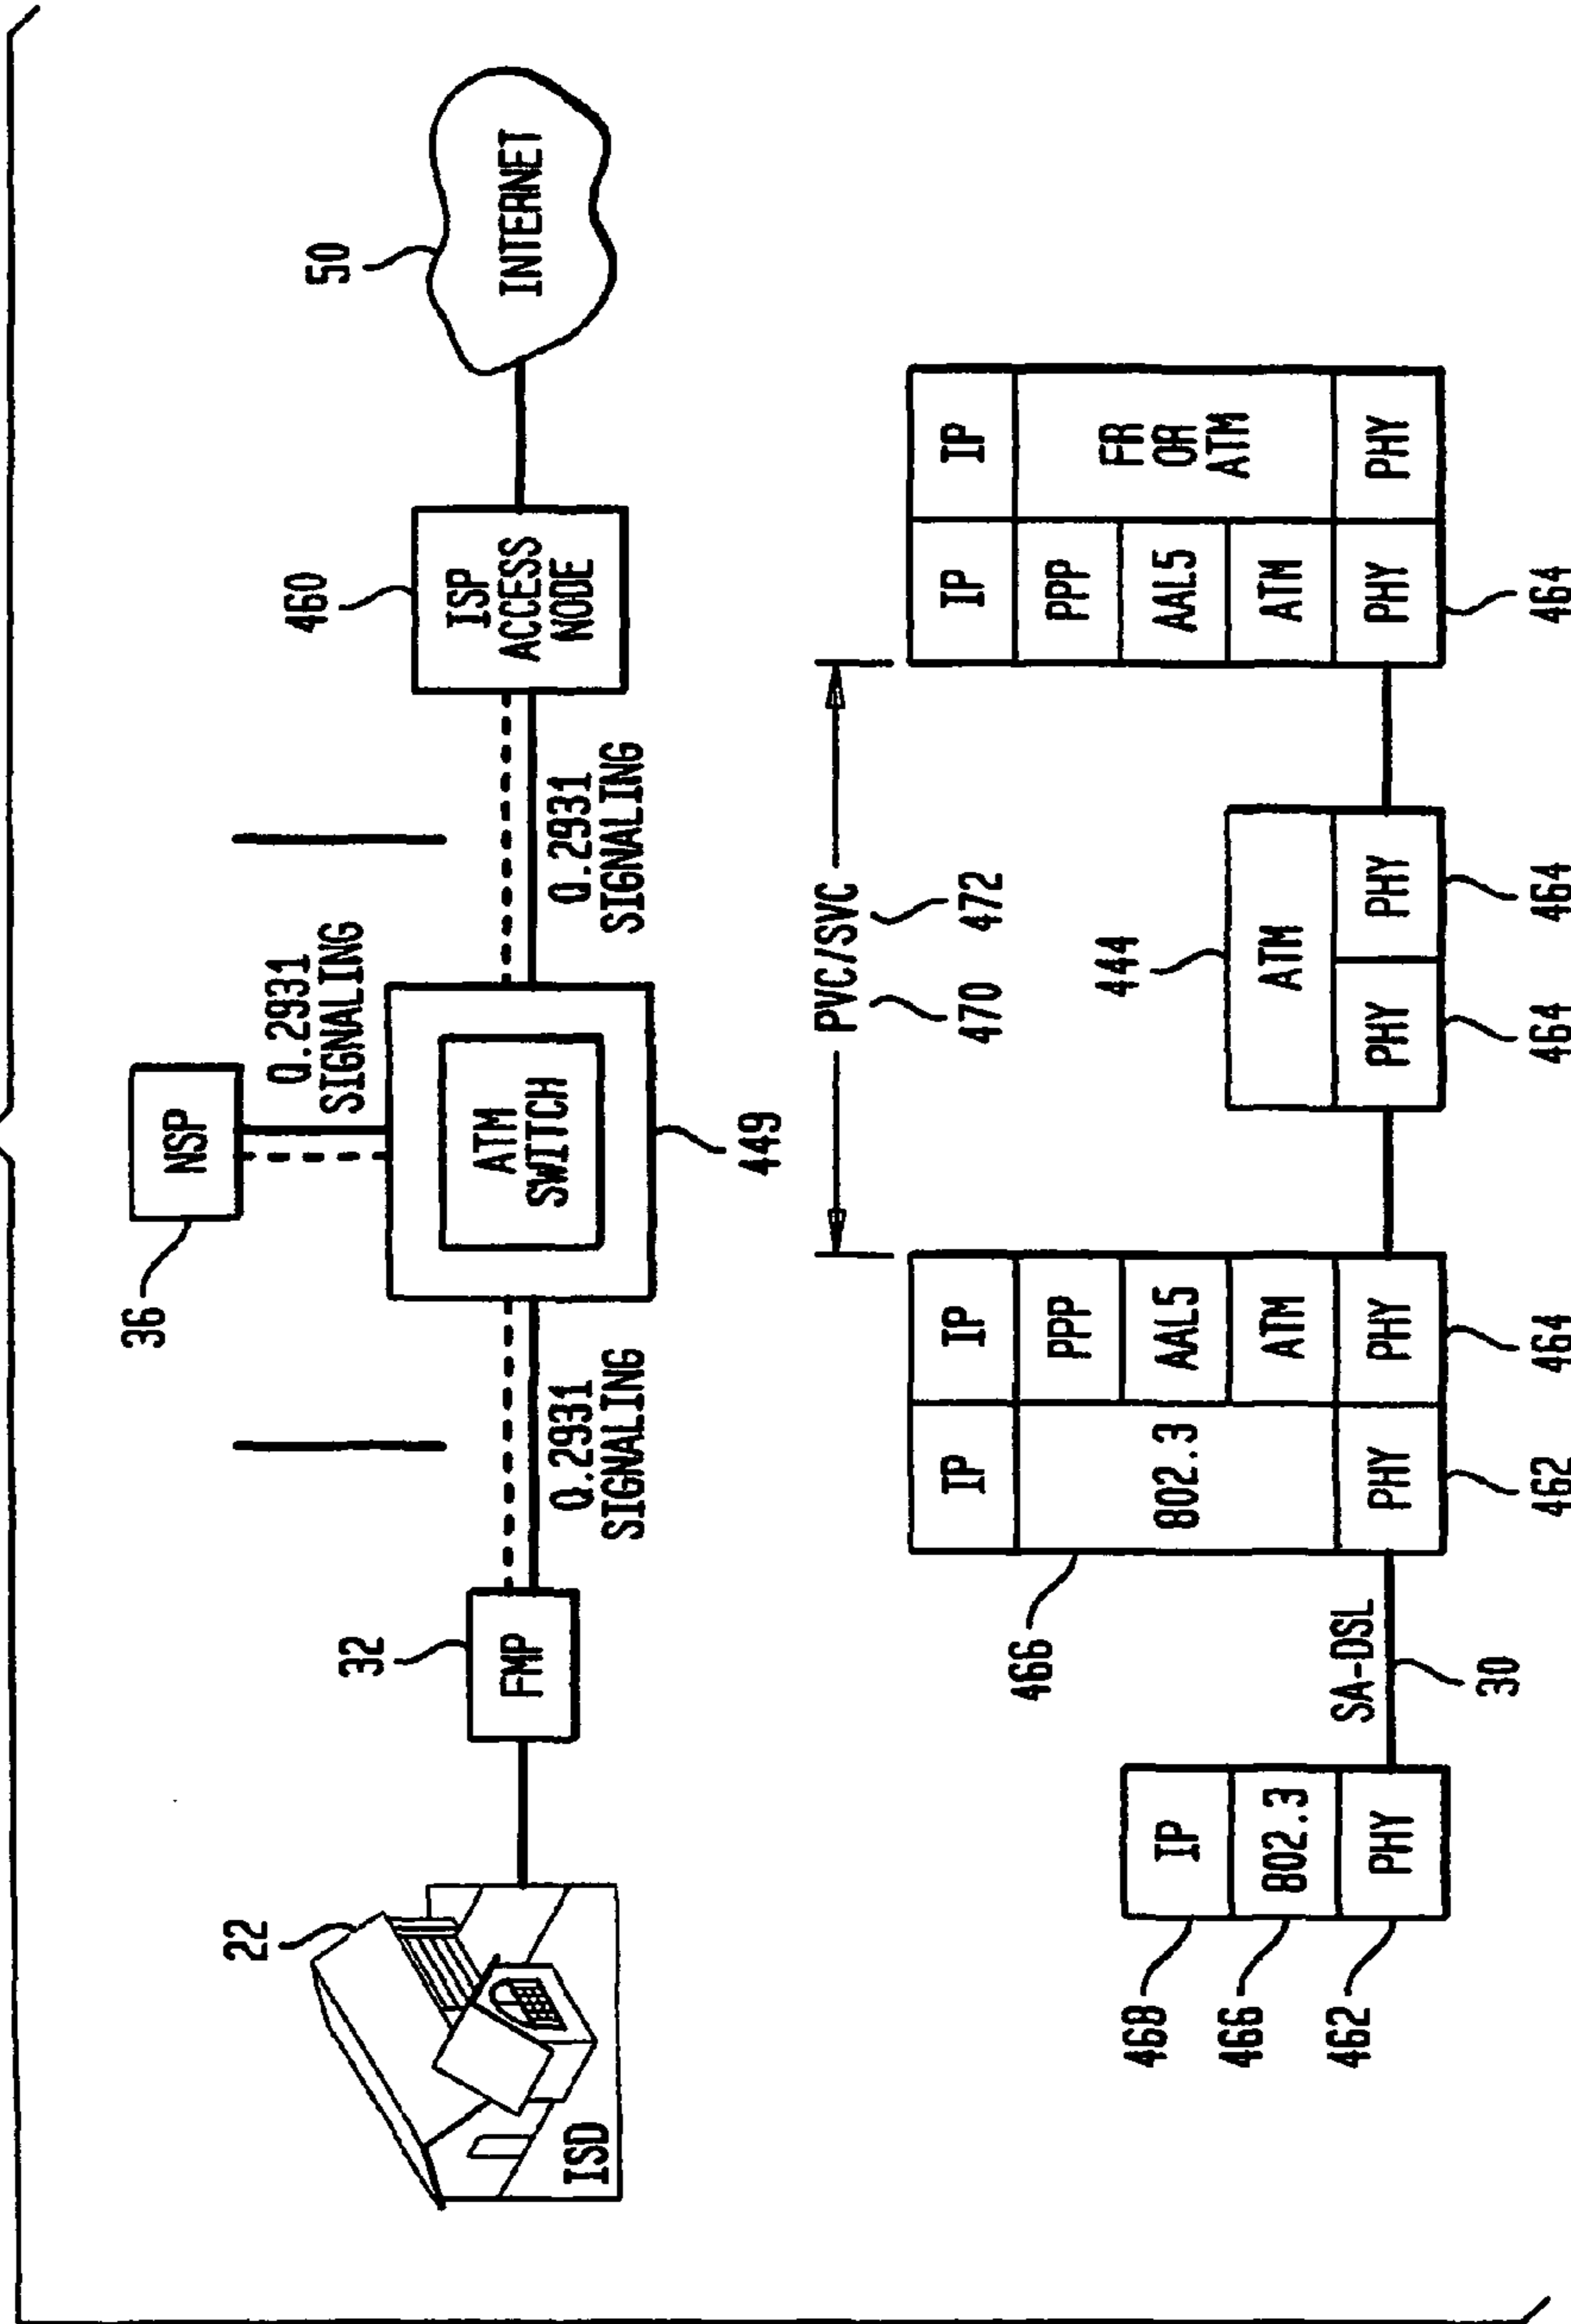 36
NSP
Q.2931
SIGNALING
22
ISD
32
FMP
Q.2931
SIGNALING
ATM
SWITCH
449
Q.2931
SIGNALING
460
ISP
ACCESS
NODE
50
INTERNET
PVC/SVC
470
472
468
466
462
IP
802.3
PHY
SA-DSL
30
466
IP
802.3
PHY
462
IP
PPP
AAL5
ATM
PHY
464
444
ATM
PHY
PHY
464
464
IP
PPP
AAL5
ATM
PHY
464
IP
FR
OR
ATM
PHY